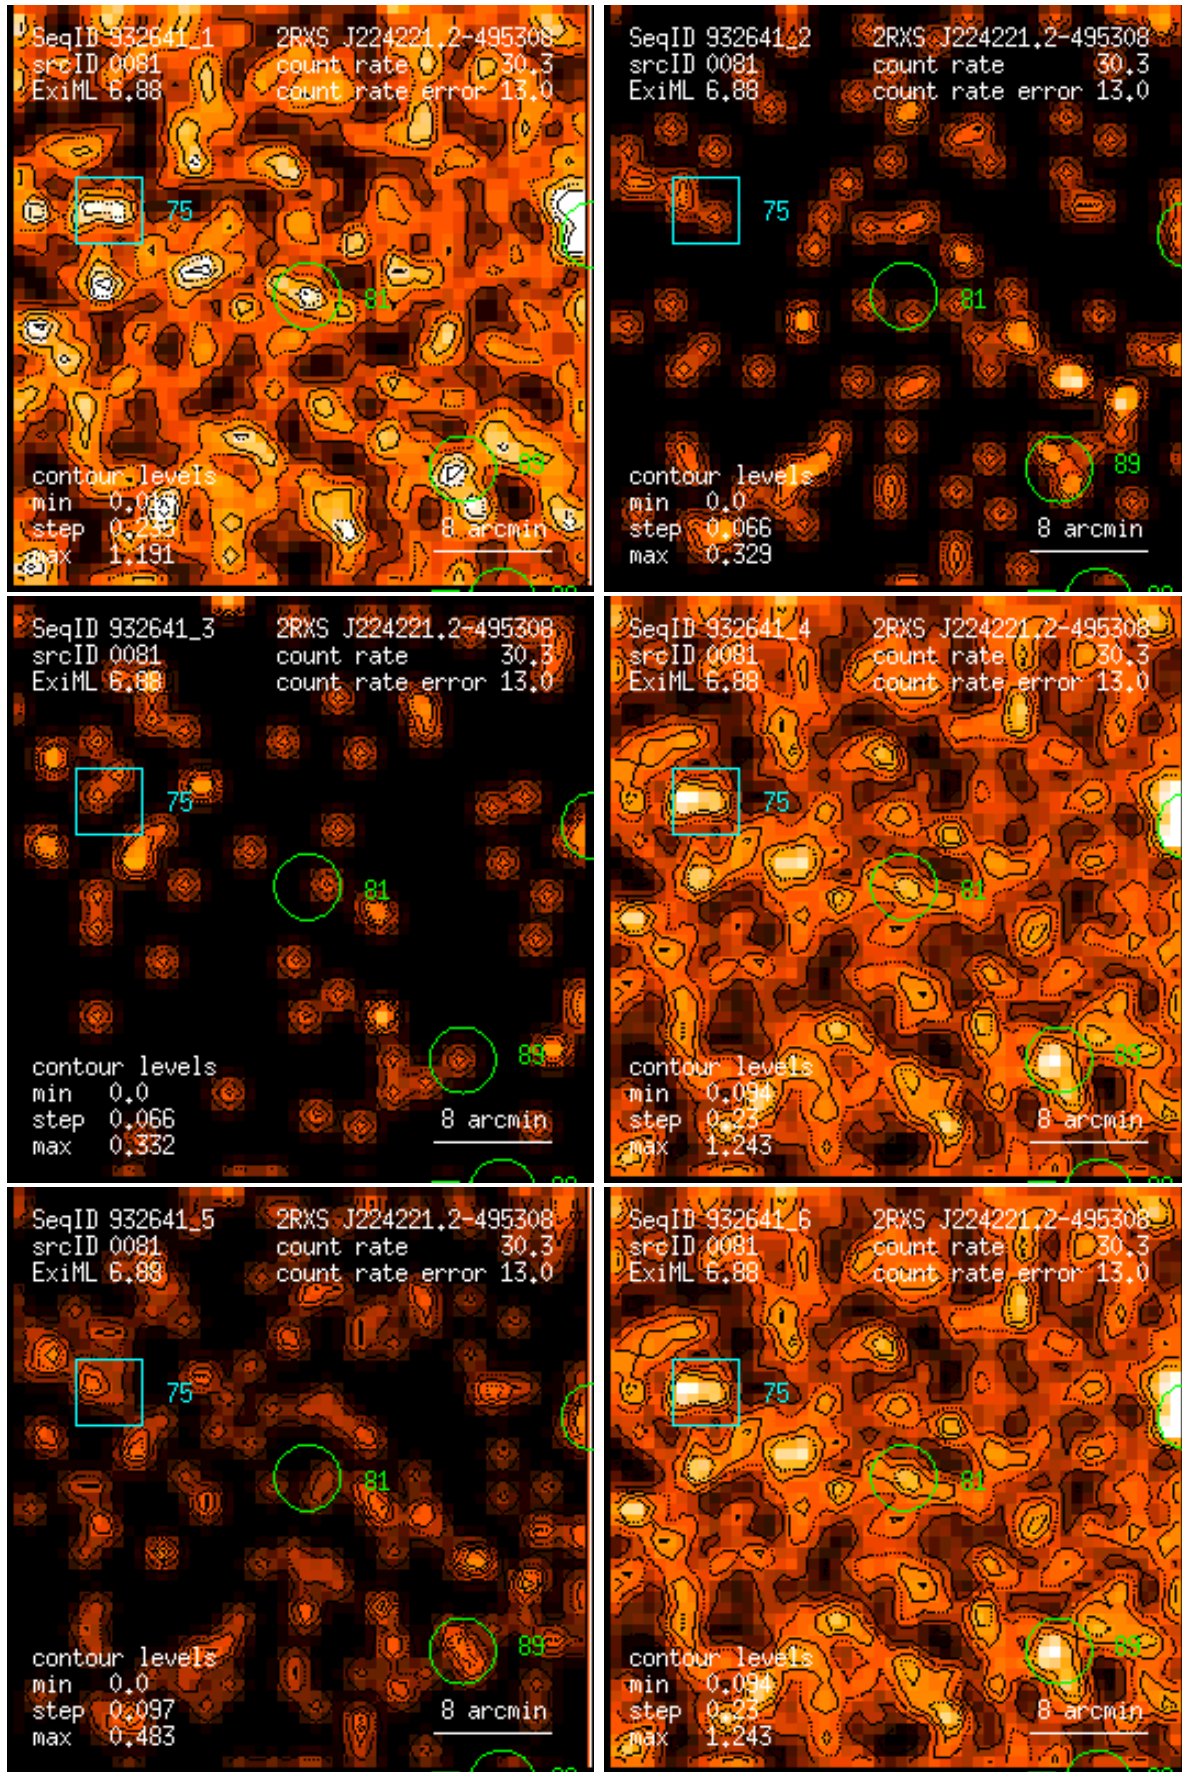 SeqID 932641_1 2RXS J224221.2-495308
srcID 0081 count rate 30.3
ExiML 6.88 count rate error 13.0
75
81
89
contour levels
min
step 0.235
max 1.191
8 arcmin
SeqID 932641_2 2RXS J224221.2-495308
srcID 0081 count rate 30.3
ExiML 6.88 count rate error 13.0
75
81
89
contour levels
min 0.0
step 0.066
max 0.329
8 arcmin
SeqID 932641_3 2RXS J224221.2-495308
srcID 0081 count rate 30.3
ExiML 6.88 count rate error 13.0
75
81
89
contour levels
min 0.0
step 0.066
max 0.332
8 arcmin
SeqID 932641_4 2RXS J224221.2-495308
srcID 0081 count rate 30.3
ExiML 6.88 count rate error 13.0
75
81
89
contour levels
min 0.094
step 0.23
max 1.243
8 arcmin
SeqID 932641_5 2RXS J224221.2-495308
srcID 0081 count rate 30.3
ExiML 6.88 count rate error 13.0
75
81
89
contour levels
min 0.0
step 0.097
max 0.483
8 arcmin
SeqID 932641_6 2RXS J224221.2-495308
srcID 0081 count rate 30.3
ExiML 6.88 count rate error 13.0
75
81
89
contour levels
min 0.094
step 0.23
max 1.243
8 arcmin